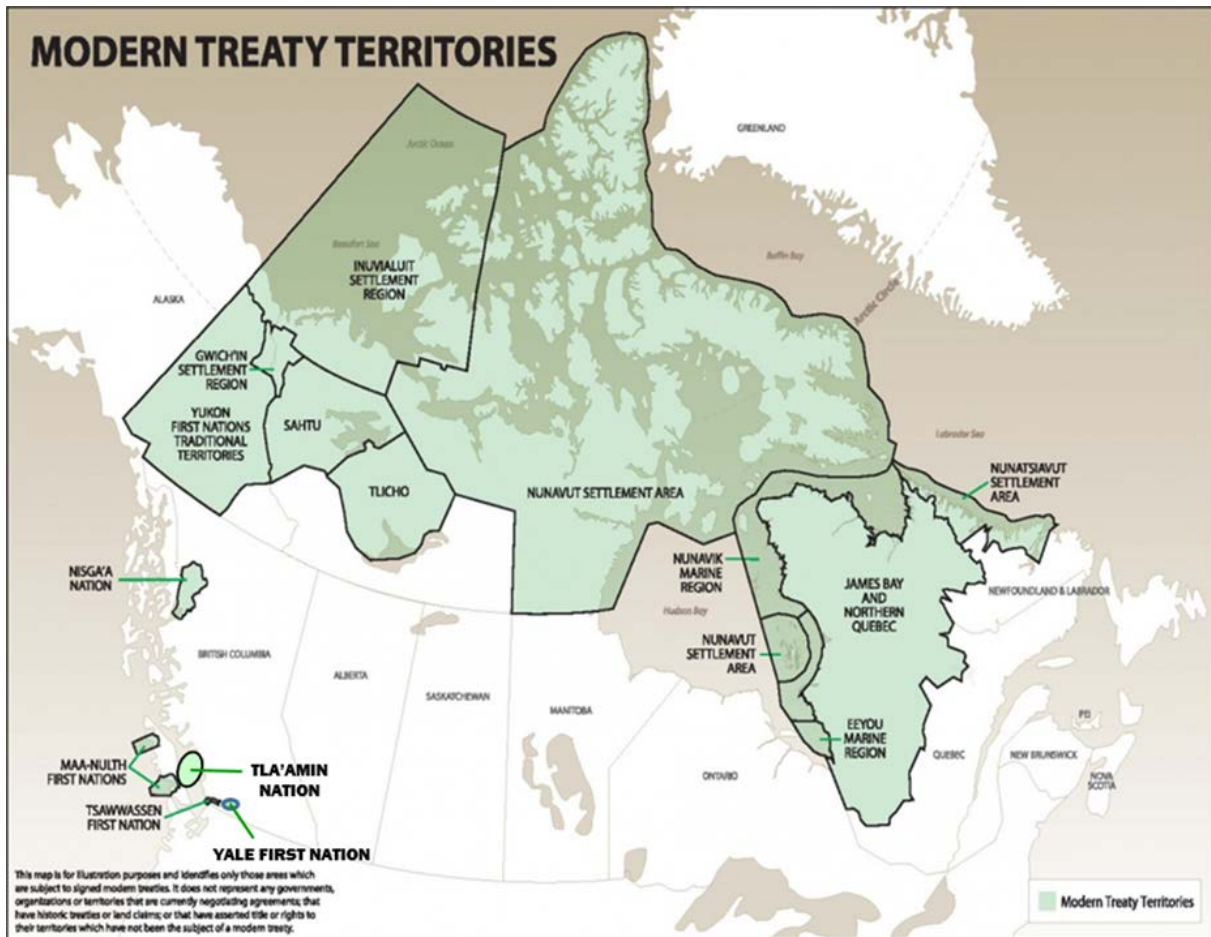 MODERN TREATY TERRITORIES
GREENLAND
Arctic Ocean
Beaufort Sea
Baffin Bay
INUVIALUIT
SETTLEMENT
REGION
ALASKA
Arctic Circle
GWICH'IN
SETTLEMENT
REGION
YUKON
FIRST NATIONS
TRADITIONAL
TERRITORIES
SAHTU
Labrador Sea
TLICHO
NUNAVUT SETTLEMENT AREA
NUNATSIAVUT
SETTLEMENT
AREA
NISGA'A
NATION
NUNAVIK
MARINE
REGION
JAMES BAY
AND
NORTHERN
QUEBEC
NEWFOUNDLAND & LABRADOR
Hudson Bay
NUNAVUT
SETTLEMENT
AREA
BRITISH COLUMBIA
ALBERTA
SASKATCHEWAN
MANITOBA
EEYOU
MARINE
REGION
PEI
QUEBEC
NEW BRUNSWICK
NOVA
SCOTIA
ONTARIO
MAA-NULTH
FIRST NATIONS
TLA'AMIN
NATION
TSAWWASSEN
FIRST NATION
YALE FIRST NATION
This map is for illustration purposes and identifies only those areas which
are subject to signed modern treaties. It does not represent any governments,
organizations or territories that are currently negotiating agreements; that
have historic treaties or land claims; or that have asserted title or rights to
their territories which have not been the subject of a modern treaty.
Modern Treaty Territories